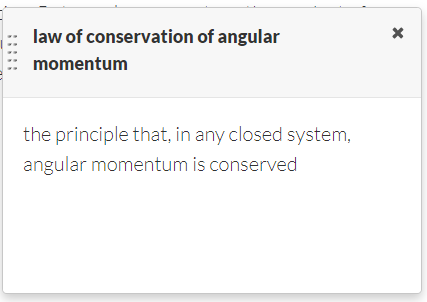 law of conservation of angular
momentum
the principle that, in any closed system,
angular momentum is conserved